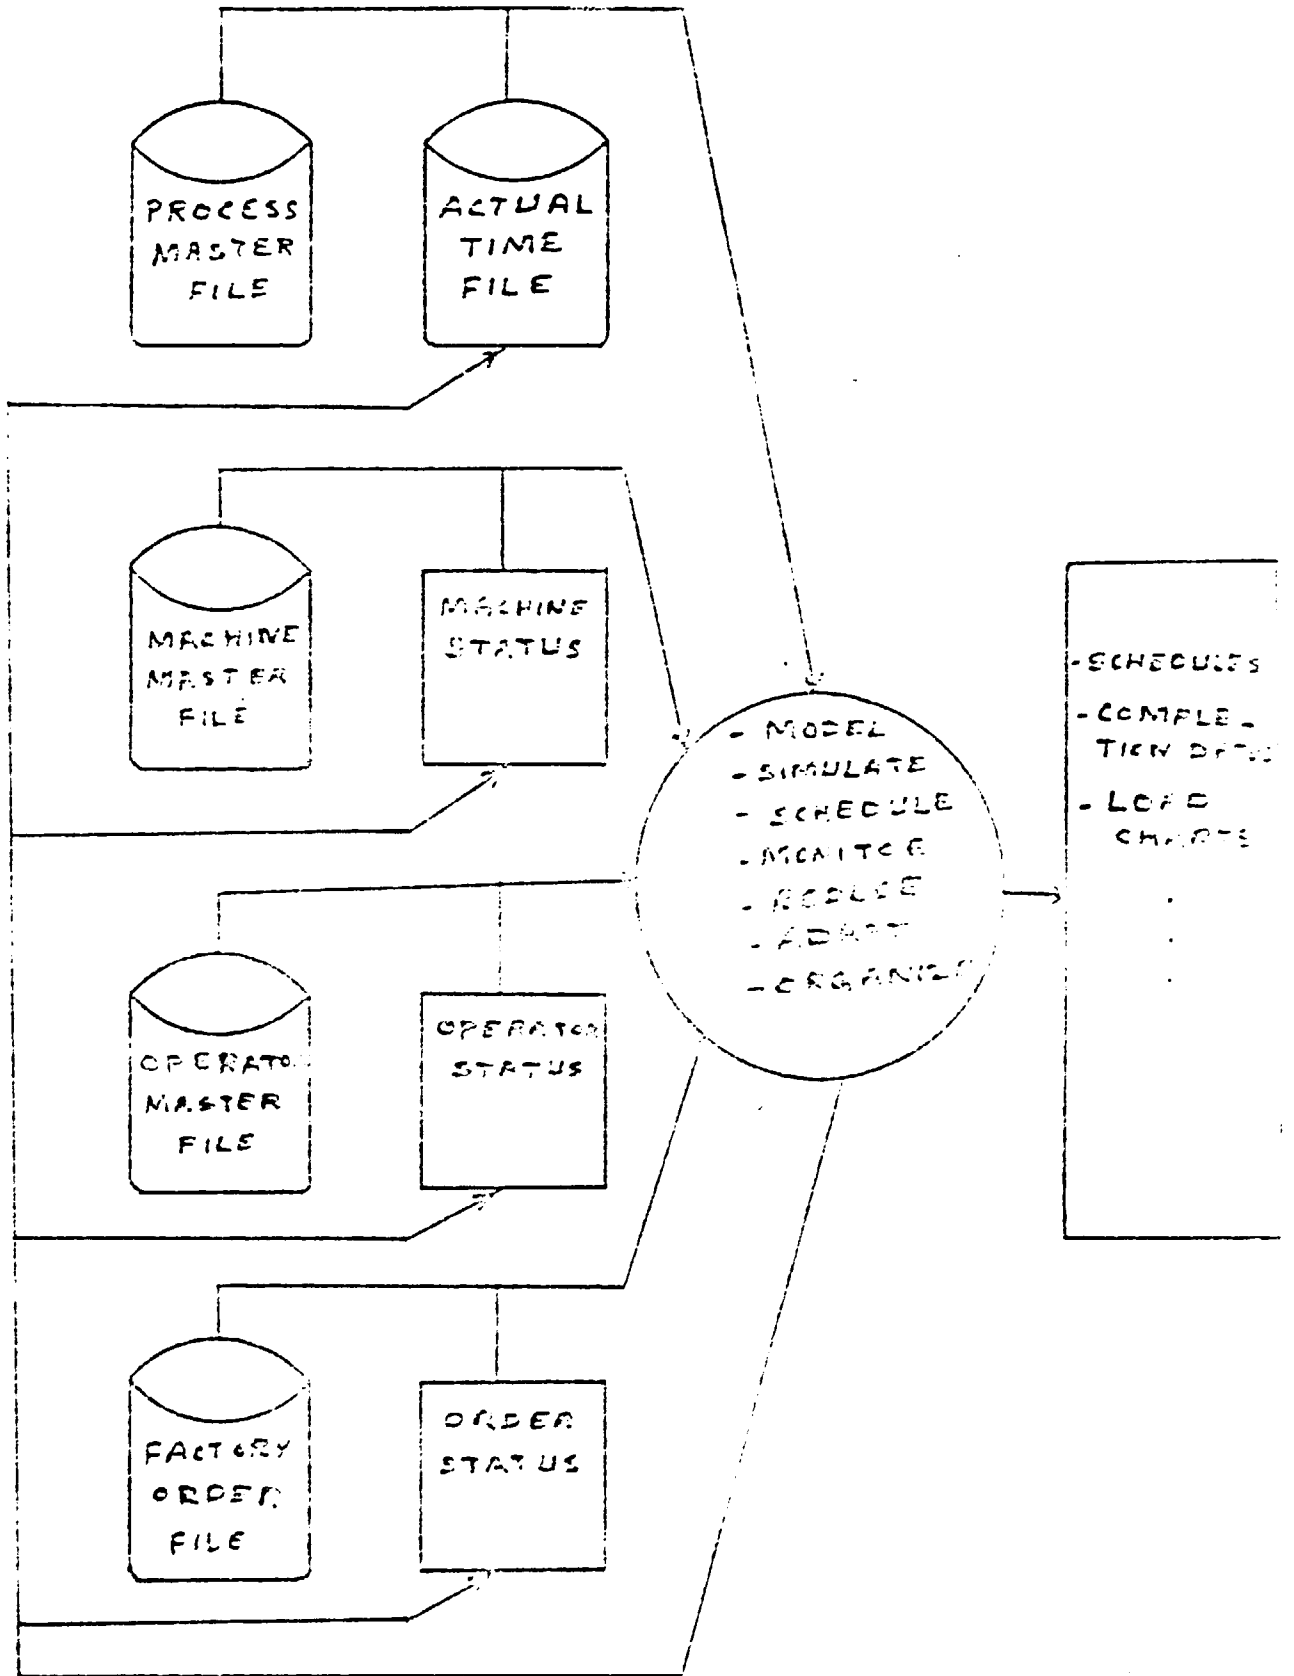 PROCESS
MASTER
FILE
ACTUAL
TIME
FILE
MACHINE
MASTER
FILE
MACHINE
STATUS
- MODEL
- SIMULATE
- SCHEDULE
- MONITOR
- ADAPT
- ORGANIZE
- SCHEDULES
- COMPLE-
TION
- LOAD
CHARTS
.
.
.
OPERATOR
MASTER
FILE
OPERATOR
STATUS
FACTORY
ORDER
FILE
ORDER
STATUS